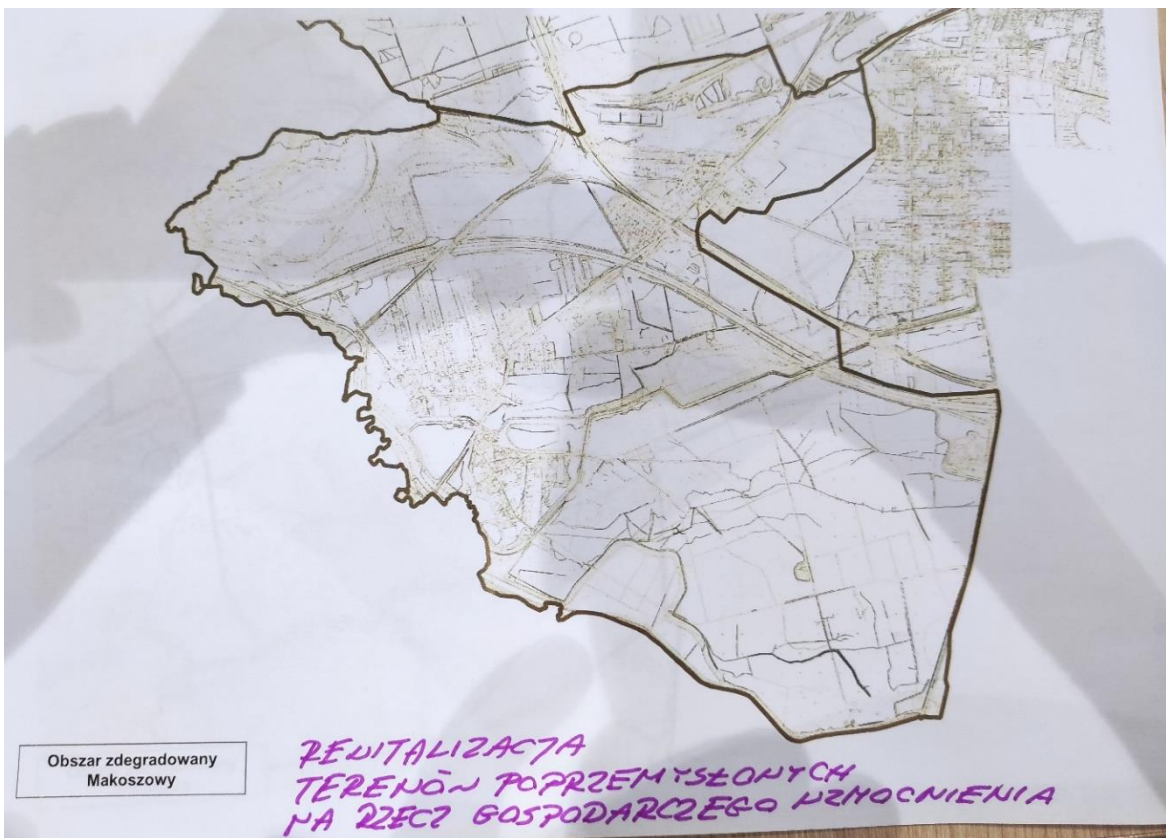 Obszar zdegradowany
Makoszowy
REWITALIZACJA
TERENÓW POPRZEMYSŁOWYCH
NA RZECZ GOSPODARCZEGO WZMOCNIENIA